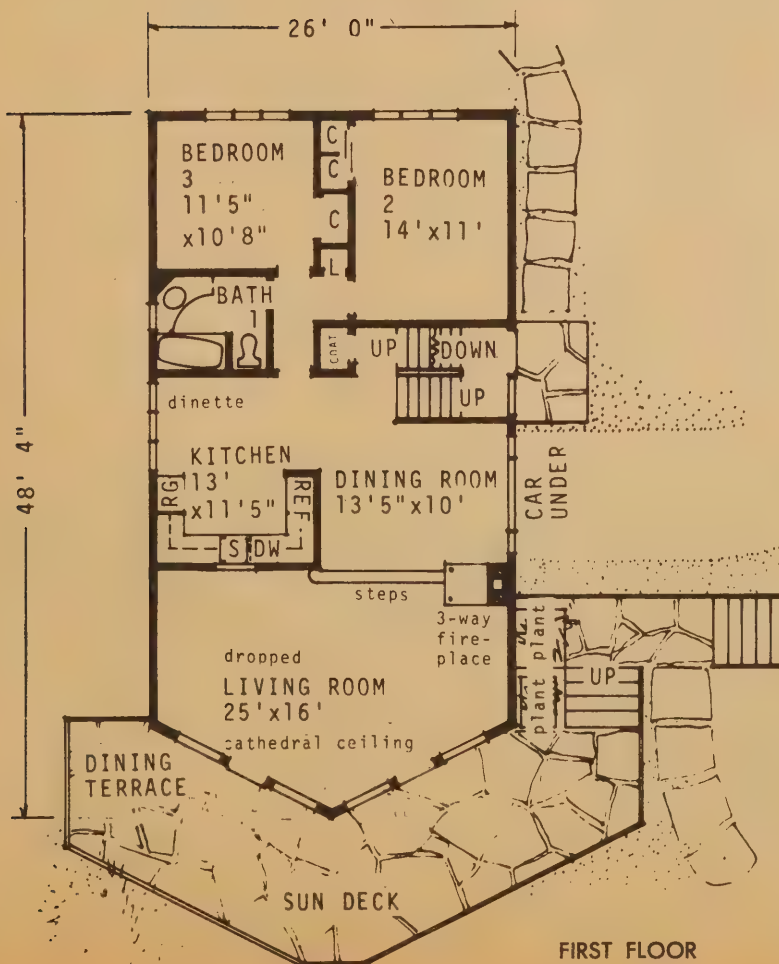 26' 0"
48' 4"
BEDROOM
3
11'5"
x10'8"
C
C
C
L
BEDROOM
2
14'x11'
BATH
1
COAT
UP
DOWN
UP
dinette
KITCHEN
13'
x11'5"
RG
REF
S
DW
DINING ROOM
13'5"x10'
CAR
UNDER
steps
3-way
fire-
place
plant
plant
UP
dropped
LIVING ROOM
25'x16'
cathedral ceiling
DINING
TERRACE
SUN DECK
FIRST FLOOR